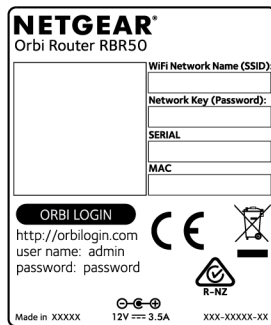 NETGEAR®
Orbi Router RBR50
WiFi Network Name (SSID):
Network Key (Password):
SERIAL
MAC
ORBI LOGIN
http://orbilogin.com
user name: admin
password: password
CE
R-NZ
Made in XXXXX
12V ⎓ 3.5A
XXX-XXXXX-XX